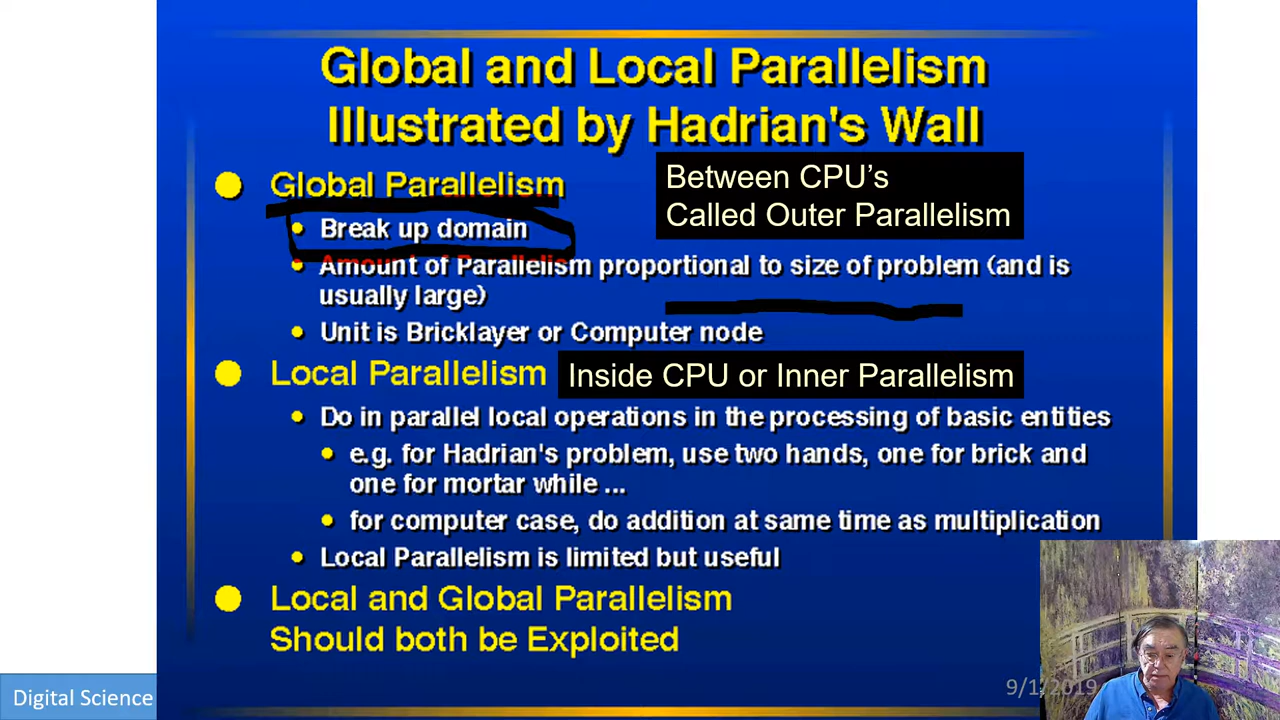 Global and Local Parallelism
Illustrated by Hadrian's Wall
Global Parallelism
Between CPU's
Called Outer Parallelism
Break up domain
Amount of Parallelism proportional to size of problem (and is
usually large)
Unit is Bricklayer or Computer node
Local Parallelism
Inside CPU or Inner Parallelism
Do in parallel local operations in the processing of basic entities
e.g. for Hadrian's problem, use two hands, one for brick and
one for mortar while ...
for computer case, do addition at same time as multiplication
Local Parallelism is limited but useful
Local and Global Parallelism
Should both be Exploited
Digital Science
9/1/2019